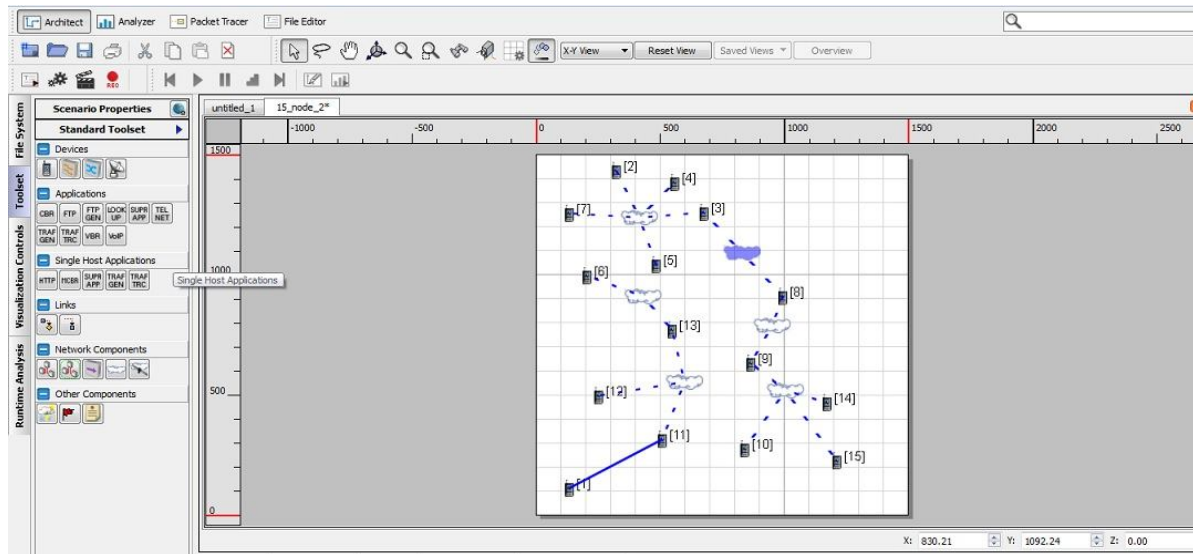 Architect Analyzer Packet Tracer File Editor
X-Y View Reset View Saved Views Overview
REC
File System
Toolset
Visualization Controls
Runtime Analysis
Scenario Properties
Standard Toolset
Devices
Applications
CBR FTP FTP GEN LOOK UP SUPR APP TEL NET
TRAF GEN TRAF TRC VBR VoIP
Single Host Applications
HTTP MCBR SUPR APP TRAF GEN TRAF TRC
Single Host Applications
Links
Network Components
Other Components
untitled_1 15_node_2*
-1000 -500 0 500 1000 1500 2000 2500
1500
1000
500
0
[2]
[4]
[7]
[3]
[5]
[6]
[8]
[13]
[9]
[12]
[14]
[11]
[10]
[15]
[1]
X: 830.21 Y: 1092.24 Z: 0.00